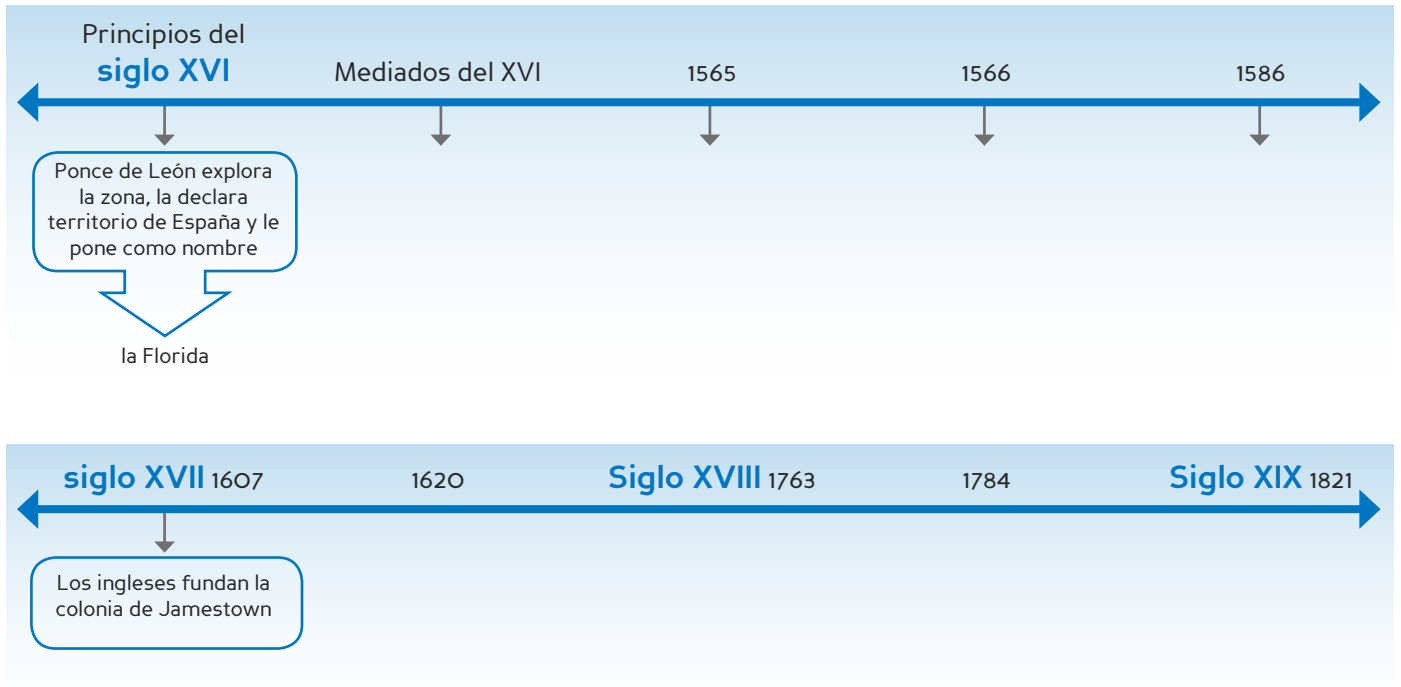 Principios del
siglo XVI
Mediados del XVI
1565
1566
1586
Ponce de León explora
la zona, la declara
territorio de España y le
pone como nombre
la Florida
siglo XVII 1607
1620
Siglo XVIII 1763
1784
Siglo XIX 1821
Los ingleses fundan la
colonia de Jamestown